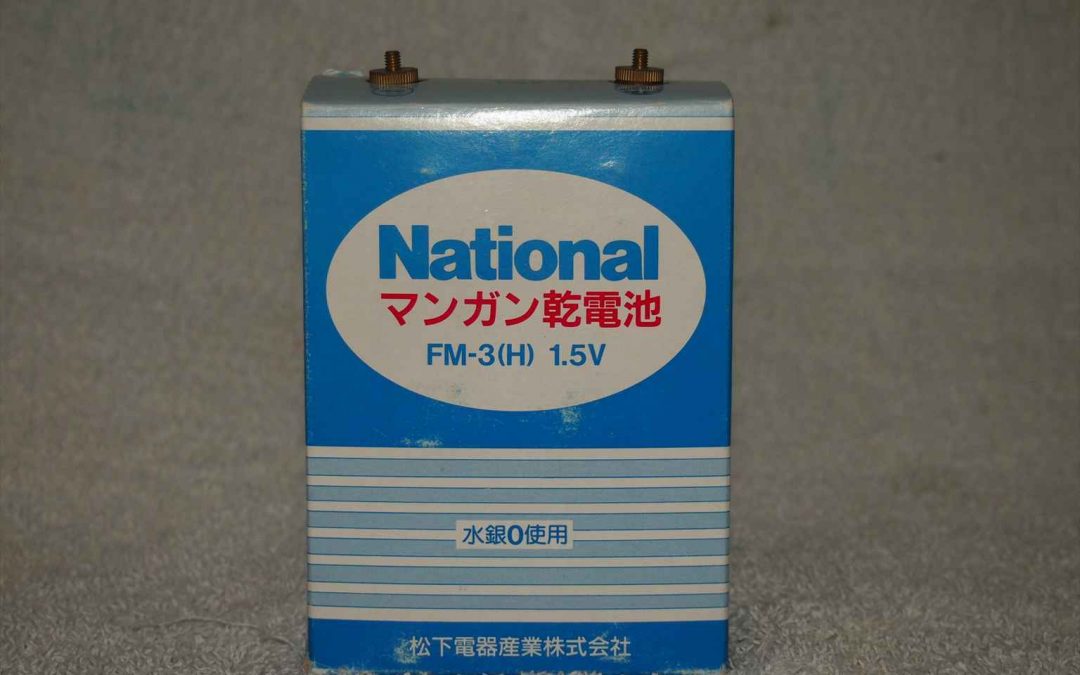 National
マンガン乾電池
FM-3(H) 1.5V
水銀0使用
松下電器産業株式会社